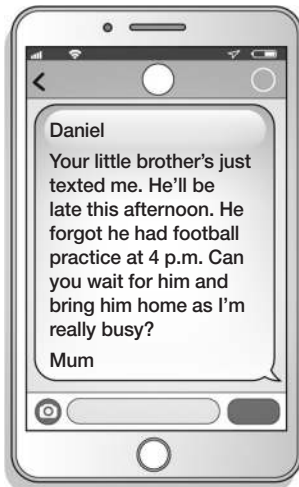 Daniel
Your little brother's just
texted me. He'll be
late this afternoon. He
forgot he had football
practice at 4 p.m. Can
you wait for him and
bring him home as I'm
really busy?
Mum